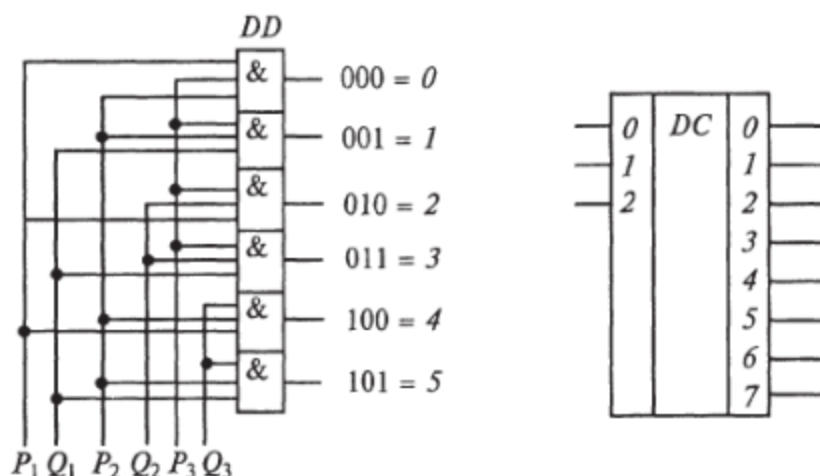 DD
& 000 = 0
& 001 = 1
& 010 = 2
& 011 = 3
& 100 = 4
& 101 = 5
P1 Q1 P2 Q2 P3 Q3
DC
0 0
1 1
2 2
3
4
5
6
7